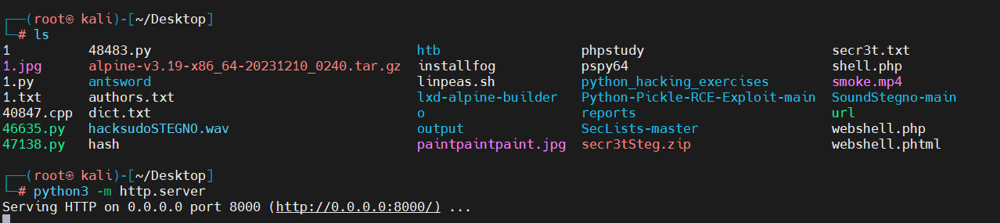 ┌──(root㉿ kali)-[~/Desktop]
└─# ls
1 48483.py htb phpstudy secr3t.txt
1.jpg alpine-v3.19-x86_64-20231210_0240.tar.gz installfog pspy64 shell.php
1.py antsword linpeas.sh python_hacking_exercises smoke.mp4
1.txt authors.txt lxd-alpine-builder Python-Pickle-RCE-Exploit-main SoundStegno-main
40847.cpp dict.txt o reports url
46635.py hacksudoSTEGNO.wav output SecLists-master webshell.php
47138.py hash paintpaintpaint.jpg secr3tSteg.zip webshell.phtml
┌──(root㉿ kali)-[~/Desktop]
└─# python3 -m http.server
Serving HTTP on 0.0.0.0 port 8000 (http://0.0.0.0:8000/) ...